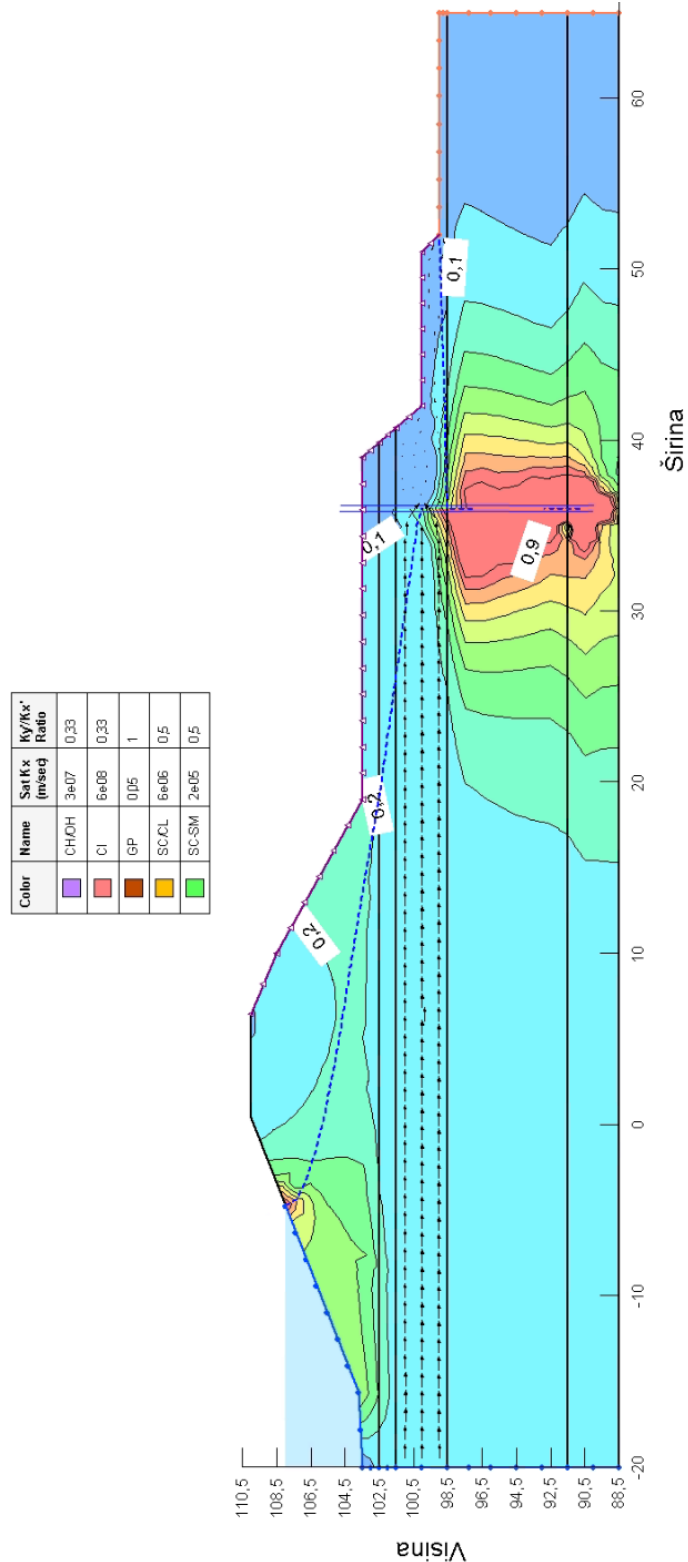 Color Name Sat Kx (m/sec) Ky'/Kx' Ratio
CH/OH 3e07 0,33
CI 6e08 0,33
GP 0,05 1
SC/CL 6e06 0,5
SC-SM 2e05 0,5
0,2
0,2
0,1
0,1
0,9
Visina
110,5
108,5
106,5
104,5
102,5
100,5
98,5
96,5
94,5
92,5
90,5
88,5
-20 -10 0 10 20 30 40 50 60
Širina